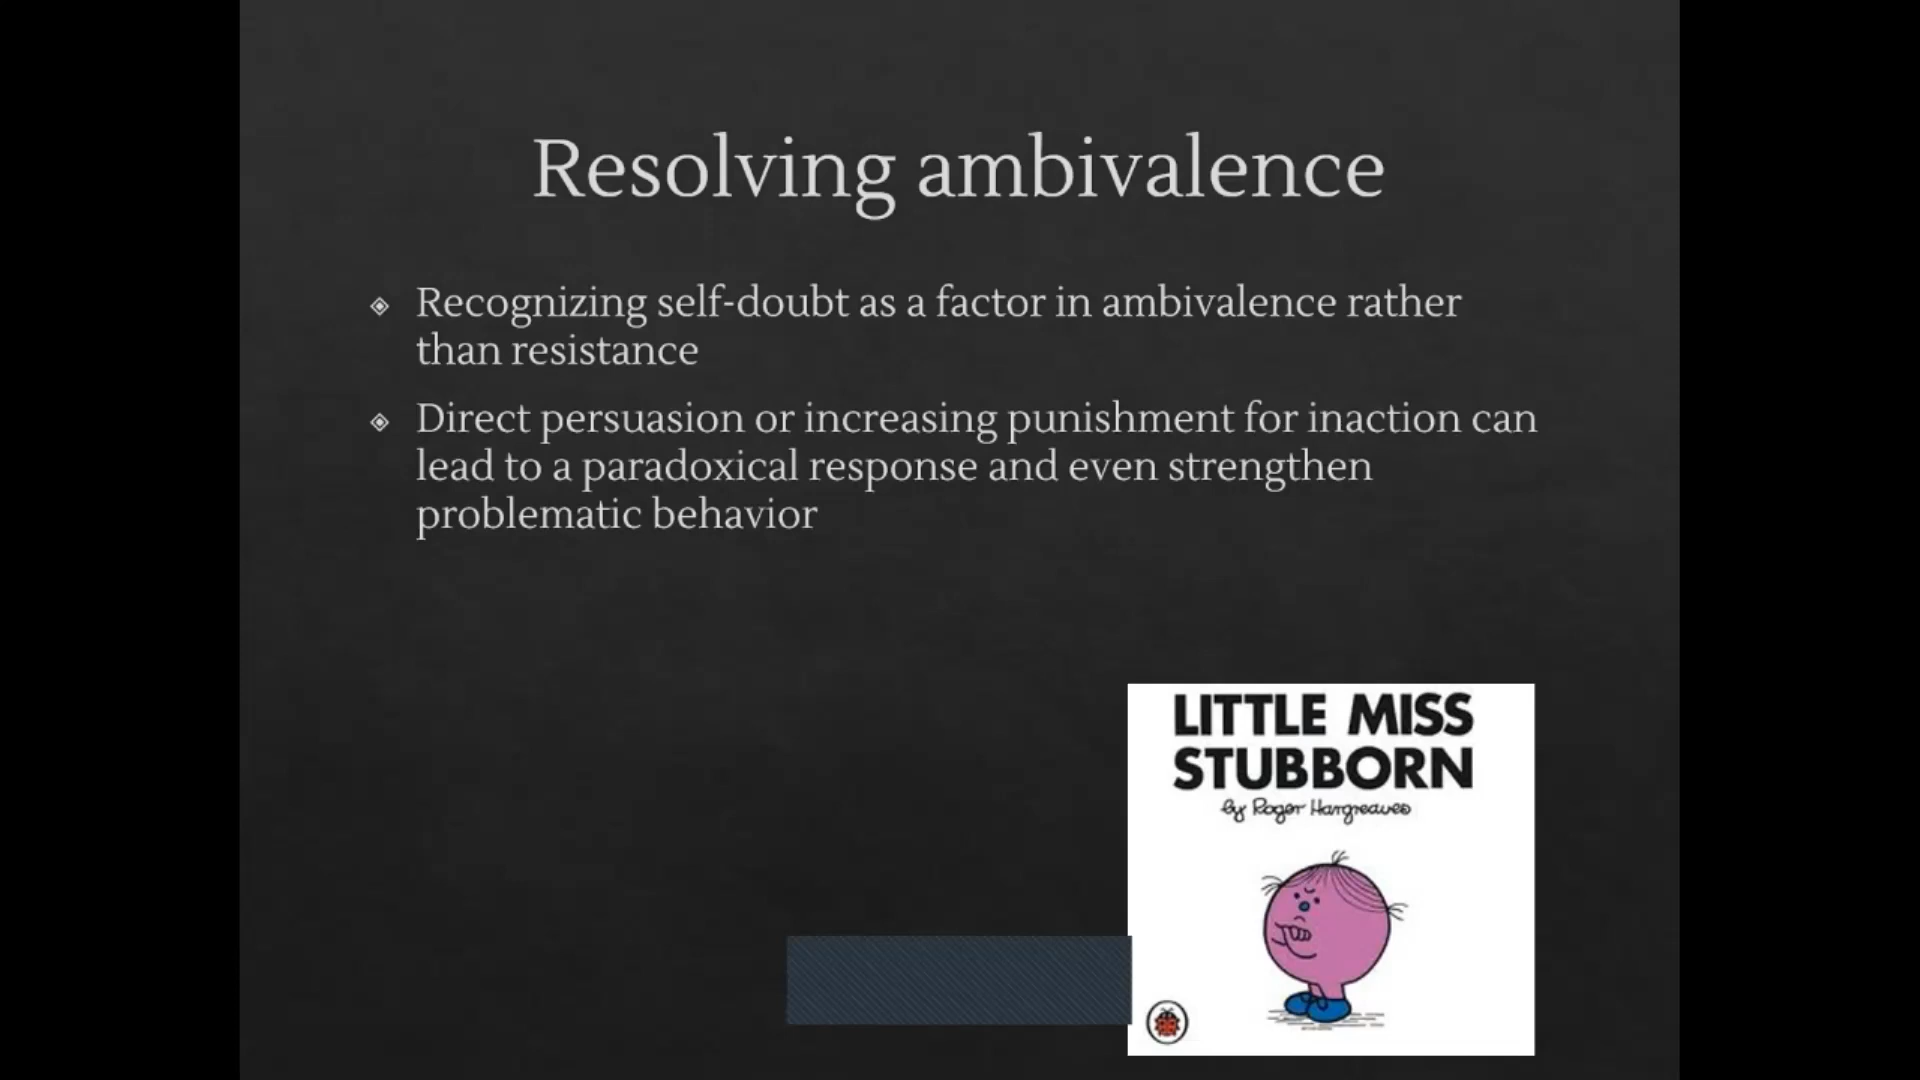 Resolving ambivalence
Recognizing self-doubt as a factor in ambivalence rather
than resistance
Direct persuasion or increasing punishment for inaction can
lead to a paradoxical response and even strengthen
problematic behavior
LITTLE MISS
STUBBORN
by Roger Hargreaves